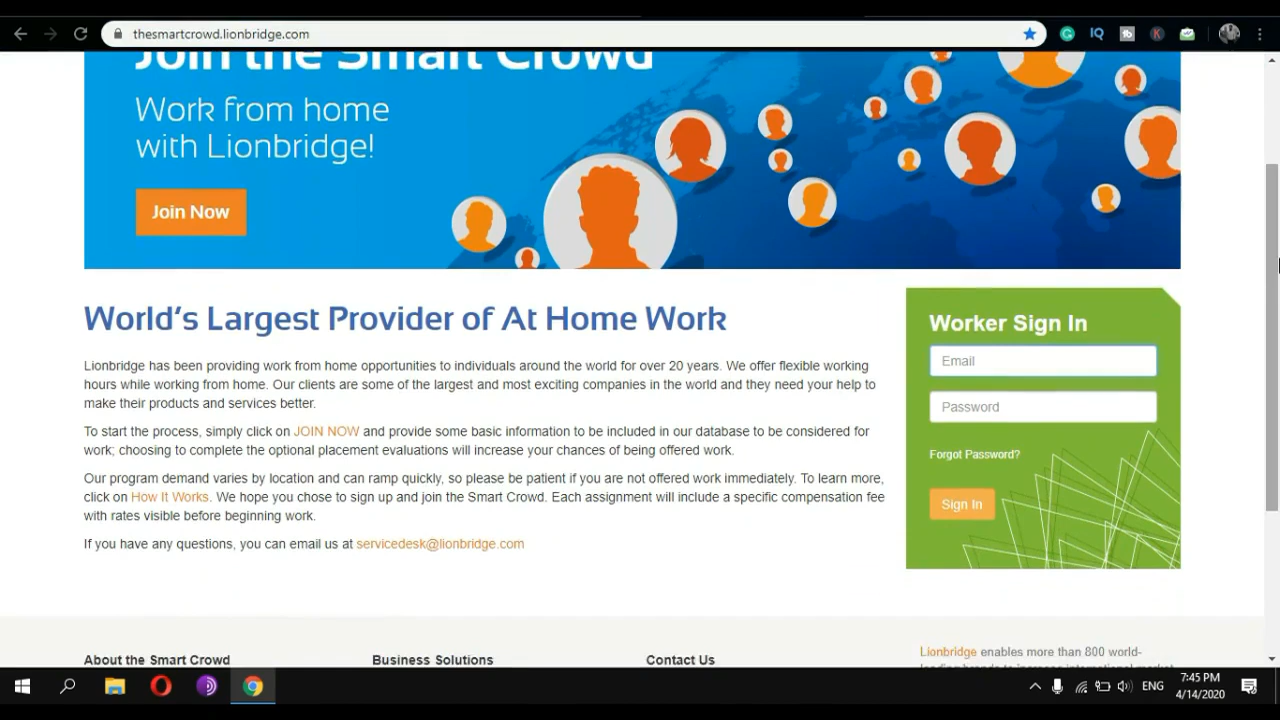 thesmartcrowd.lionbridge.com
Join the Smart Crowd
Work from home
with Lionbridge!
Join Now
World's Largest Provider of At Home Work
Lionbridge has been providing work from home opportunities to individuals around the world for over 20 years. We offer flexible working
hours while working from home. Our clients are some of the largest and most exciting companies in the world and they need your help to
make their products and services better.
To start the process, simply click on JOIN NOW and provide some basic information to be included in our database to be considered for
work; choosing to complete the optional placement evaluations will increase your chances of being offered work.
Our program demand varies by location and can ramp quickly, so please be patient if you are not offered work immediately. To learn more,
click on How It Works. We hope you chose to sign up and join the Smart Crowd. Each assignment will include a specific compensation fee
with rates visible before beginning work.
If you have any questions, you can email us at servicedesk@lionbridge.com
Worker Sign In
Email
Password
Forgot Password?
Sign In
About the Smart Crowd
Business Solutions
Contact Us
Lionbridge enables more than 800 world-
leading brands to increase international market
IQ
K
ENG
7:45 PM
4/14/2020